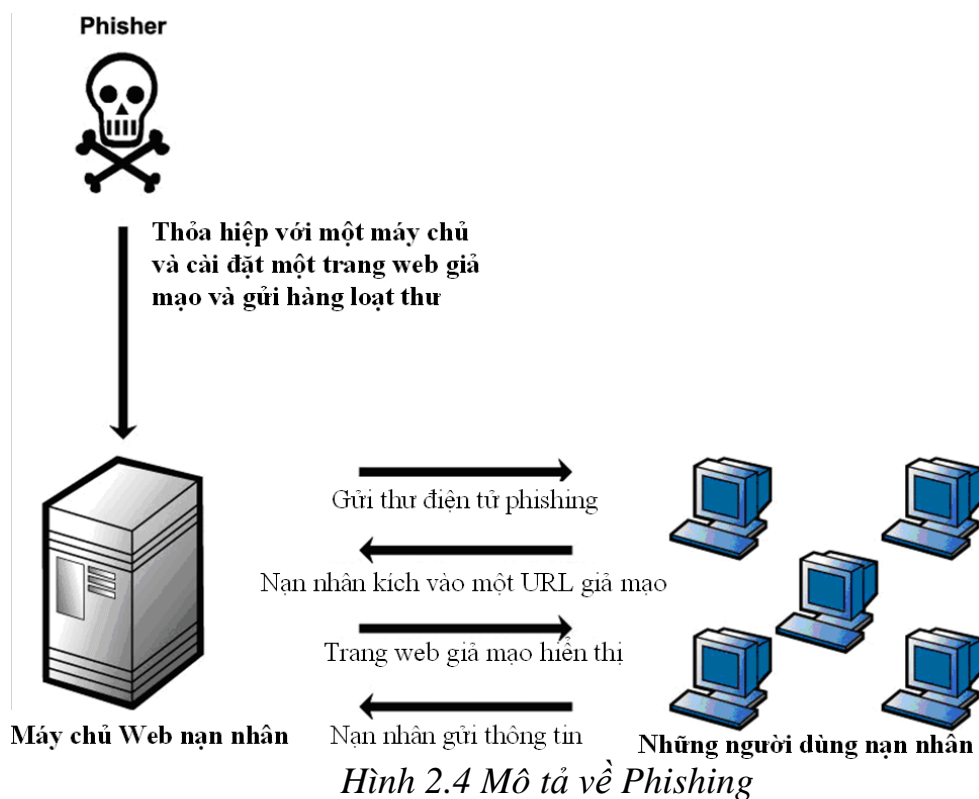 Phisher
Thỏa hiệp với một máy chủ
và cài đặt một trang web giả
mạo và gửi hàng loạt thư
Gửi thư điện tử phishing
Nạn nhân kích vào một URL giả mạo
Trang web giả mạo hiển thị
Nạn nhân gửi thông tin
Máy chủ Web nạn nhân
Những người dùng nạn nhân
Hình 2.4 Mô tả về Phishing